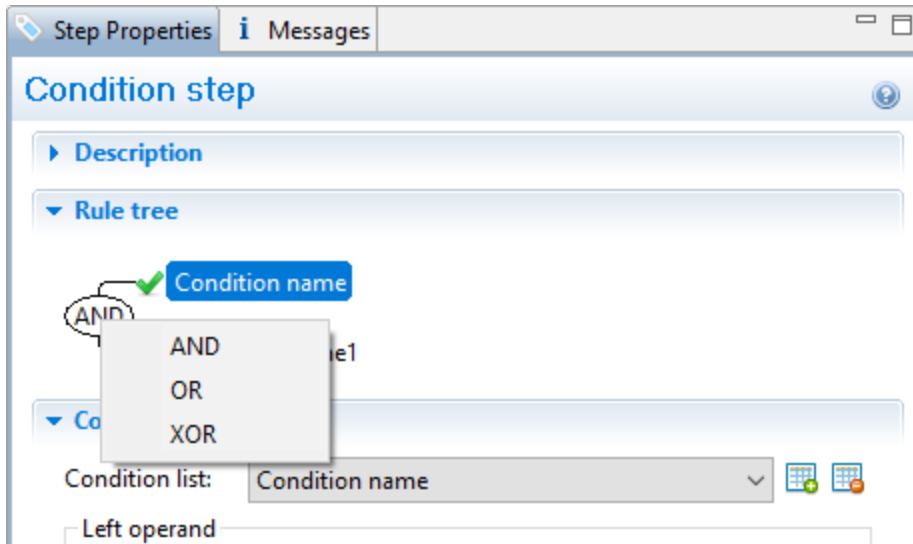 Step Properties
i Messages
Condition step
Description
Rule tree
Condition name
AND
AND
OR
XOR
Condition list:
Condition name
Left operand